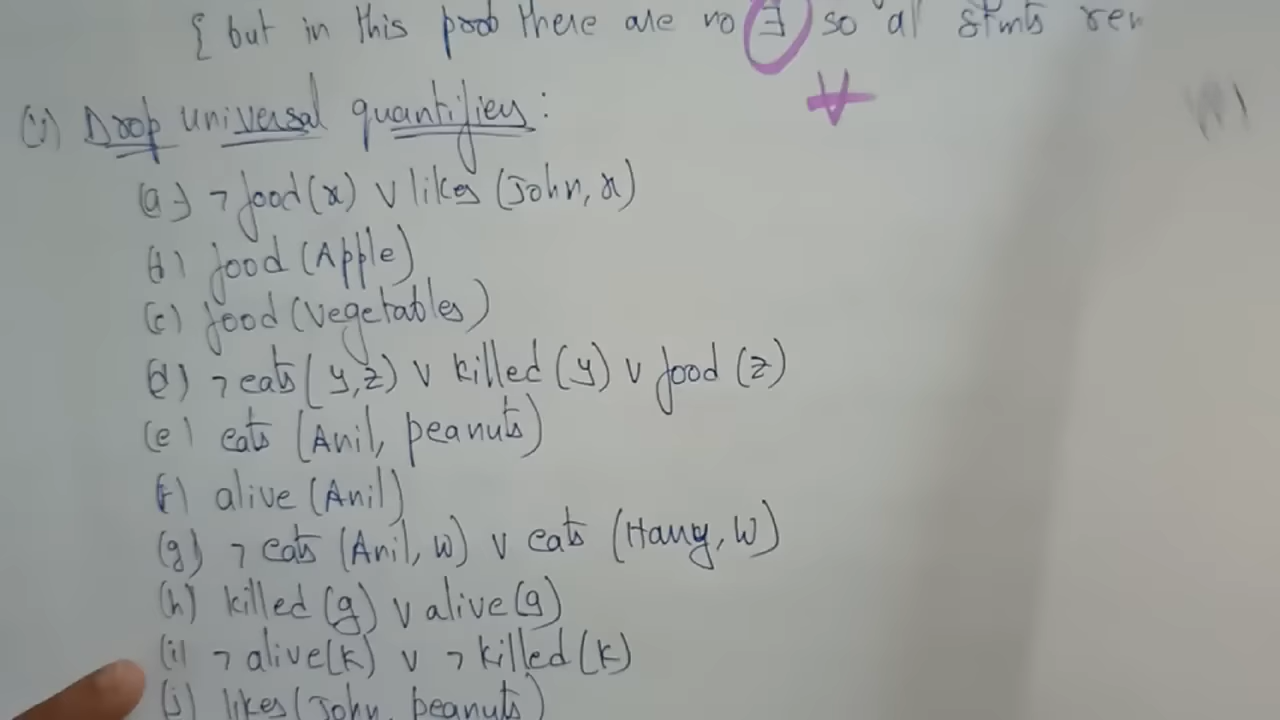 { but in this prob there are no ∃ so al stmts rem
∀
(i) Drop universal quantifiers :
(a) ¬ food(x) ∨ likes (John, x)
(b) food (Apple)
(c) food (vegetables)
(d) ¬ eats( y,z) ∨ killed (y) ∨ food (z)
(e) eats (Anil, peanuts)
(f) alive (Anil)
(g) ¬ eats (Anil, w) ∨ eats (Harry, w)
(h) killed (g) ∨ alive (g)
(i) ¬ alive(k) ∨ ¬ killed (k)
(j) likes (John, peanuts)